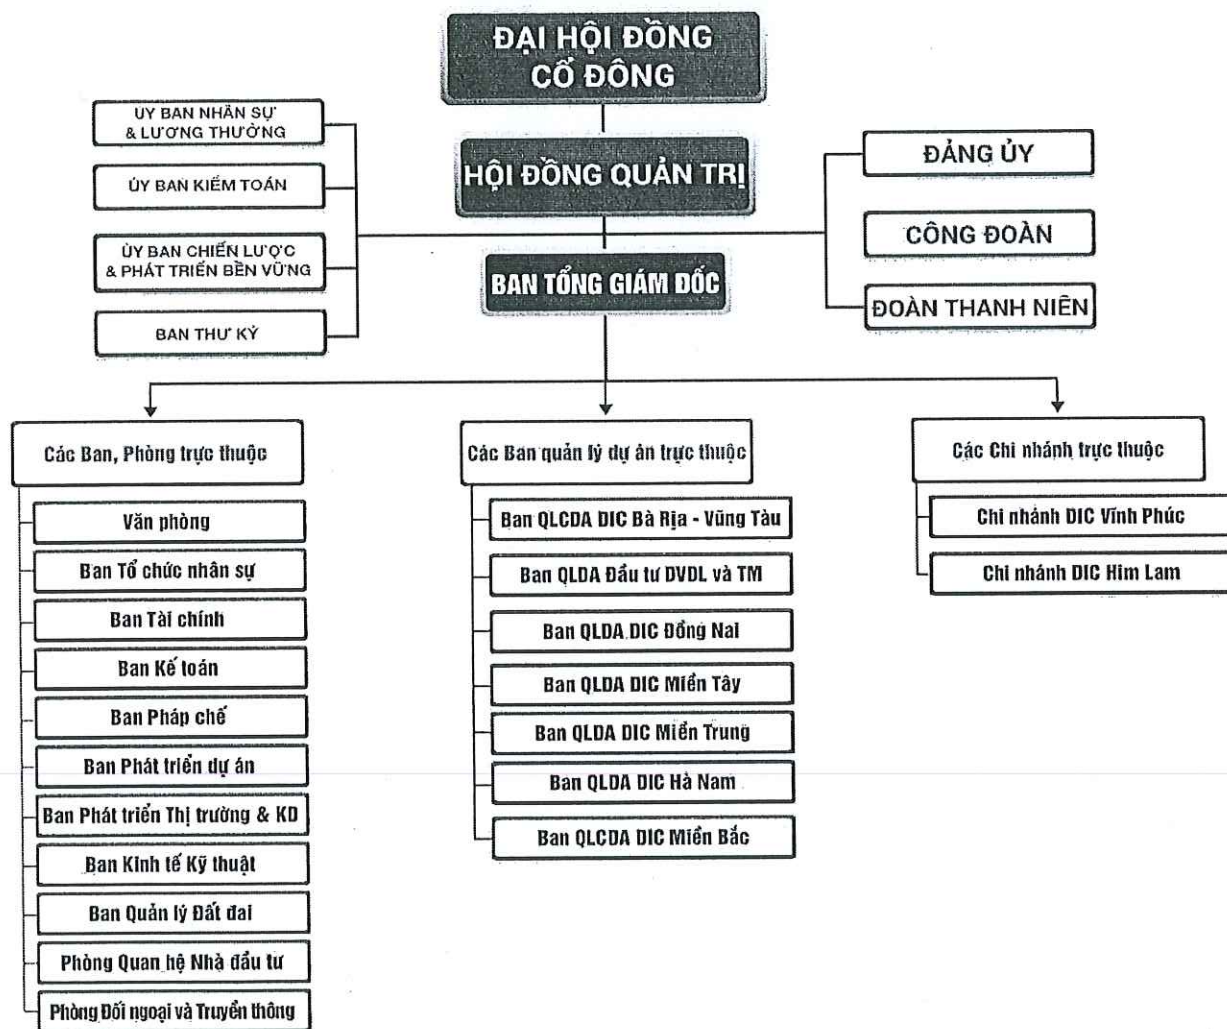 ĐẠI HỘI ĐỒNG
CỔ ĐÔNG
ỦY BAN NHÂN SỰ
& LƯƠNG THƯỞNG
ỦY BAN KIỂM TOÁN
ỦY BAN CHIẾN LƯỢC
& PHÁT TRIỂN BỀN VỮNG
BAN THƯ KÝ
HỘI ĐỒNG QUẢN TRỊ
BAN TỔNG GIÁM ĐỐC
ĐẢNG ỦY
CÔNG ĐOÀN
ĐOÀN THANH NIÊN
Các Ban, Phòng trực thuộc
Văn phòng
Ban Tổ chức nhân sự
Ban Tài chính
Ban Kế toán
Ban Pháp chế
Ban Phát triển dự án
Ban Phát triển Thị trường & KD
Ban Kinh tế Kỹ thuật
Ban Quản lý Đất đai
Phòng Quan hệ Nhà đầu tư
Phòng Đối ngoại và Truyền thông
Các Ban quản lý dự án trực thuộc
Ban QLCDA DIC Bà Rịa - Vũng Tàu
Ban QLDA Đầu tư DVDL và TM
Ban QLDA DIC Đồng Nai
Ban QLDA DIC Miền Tây
Ban QLDA DIC Miền Trung
Ban QLDA DIC Hà Nam
Ban QLCDA DIC Miền Bắc
Các Chi nhánh trực thuộc
Chi nhánh DIC Vĩnh Phúc
Chi nhánh DIC Him Lam